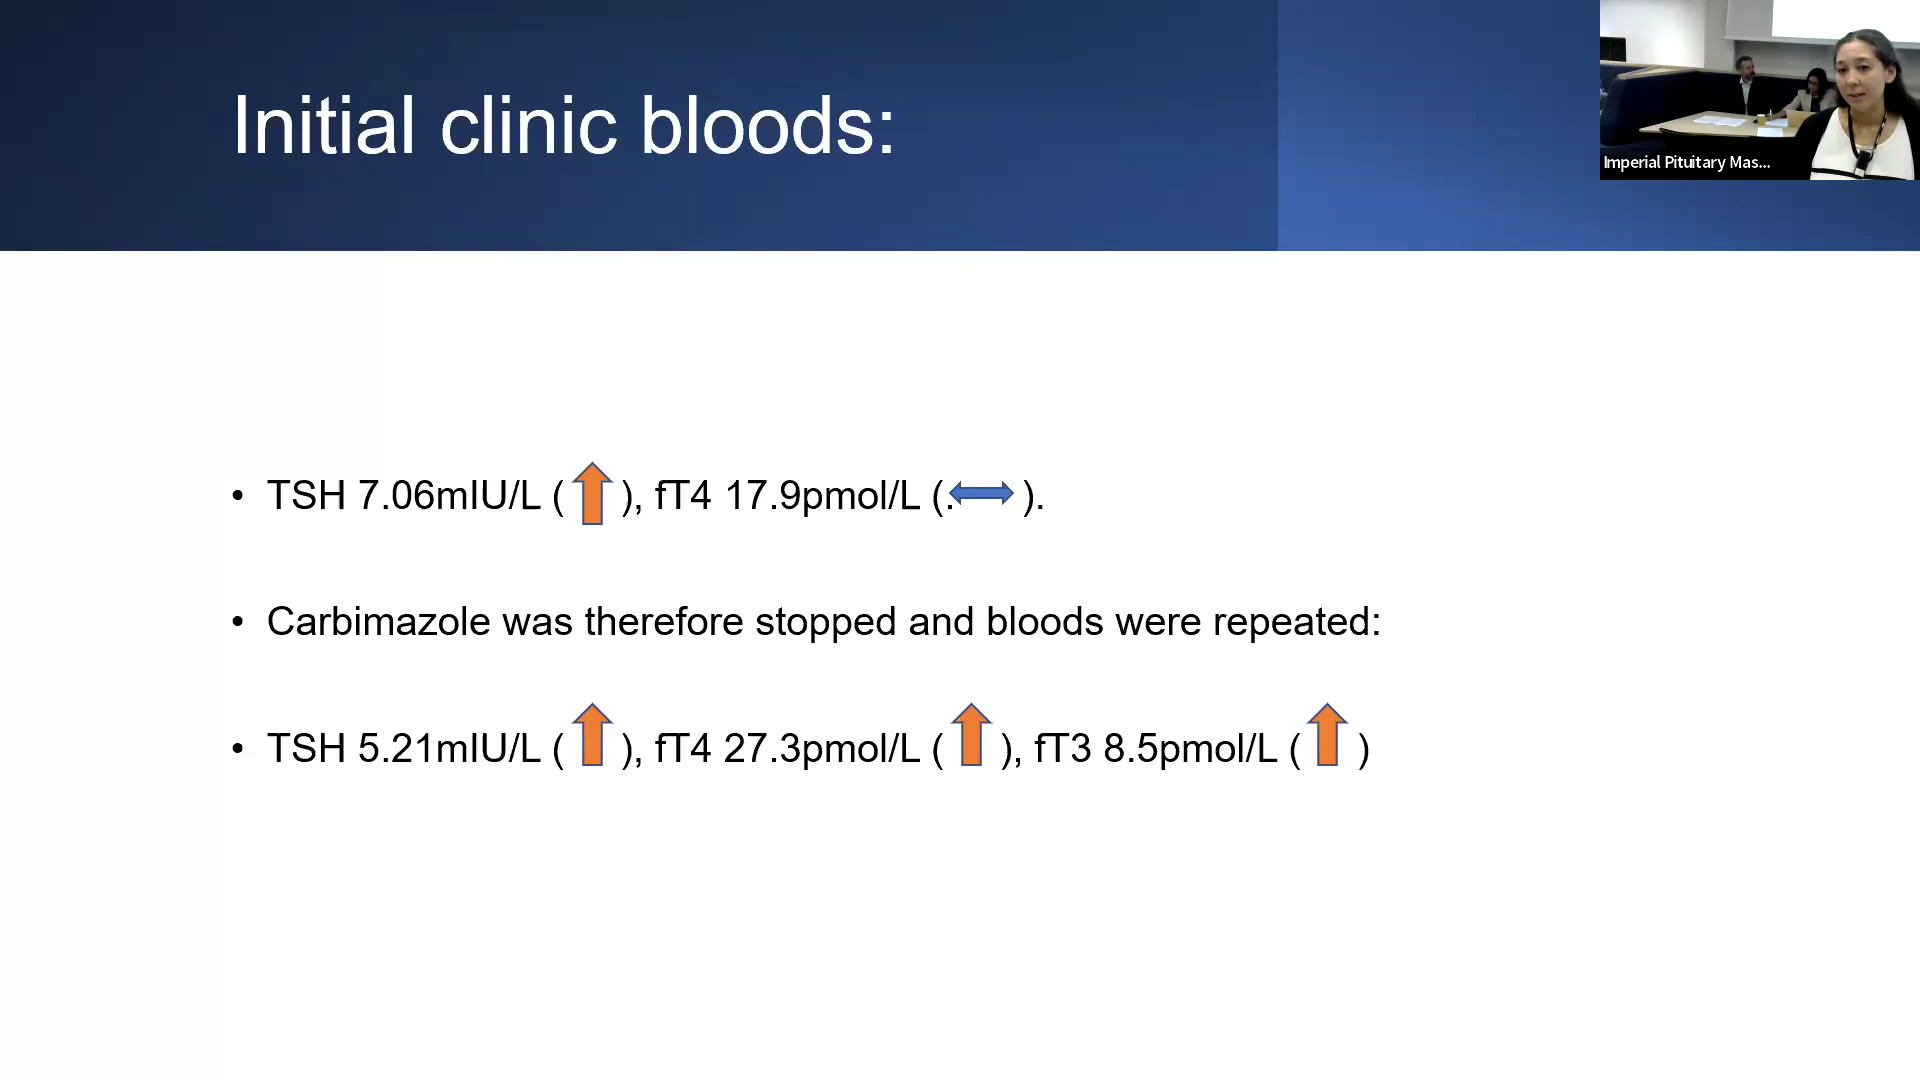 Initial clinic bloods:
Imperial Pituitary Mas...
• TSH 7.06mIU/L ( ), fT4 17.9pmol/L (. ).
• Carbimazole was therefore stopped and bloods were repeated:
• TSH 5.21mIU/L ( ), fT4 27.3pmol/L ( ), fT3 8.5pmol/L ( )